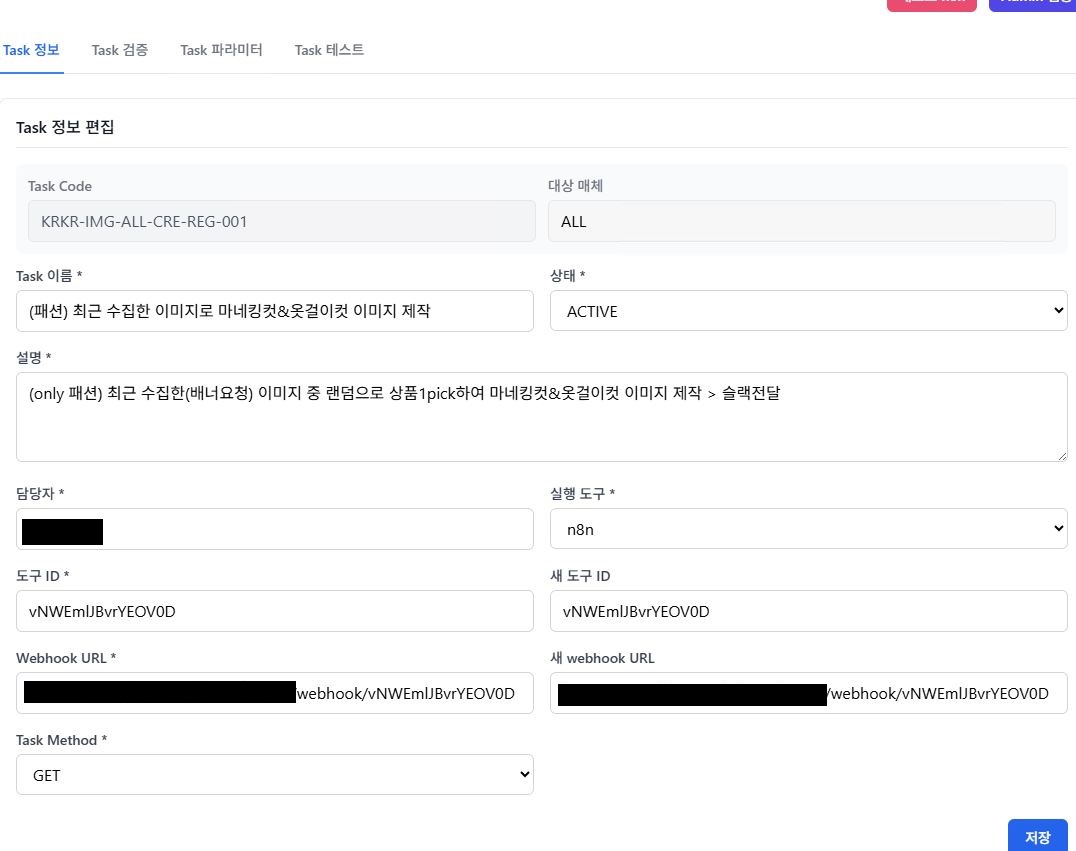 Task 정보 Task 검증 Task 파라미터 Task 테스트
Task 정보 편집
Task Code 대상 매체
KRKR-IMG-ALL-CRE-REG-001 ALL
Task 이름 * 상태 *
(패션) 최근 수집한 이미지로 마네킹컷&옷걸이컷 이미지 제작 ACTIVE
설명 *
(only 패션) 최근 수집한(배너요청) 이미지 중 랜덤으로 상품1pick하여 마네킹컷&옷걸이컷 이미지 제작 > 슬랙전달
담당자 * 실행 도구 *
n8n
도구 ID * 새 도구 ID
vNWEmlJBvrYEOV0D vNWEmlJBvrYEOV0D
Webhook URL * 새 webhook URL
webhook/vNWEmlJBvrYEOV0D /webhook/vNWEmlJBvrYEOV0D
Task Method *
GET
저장